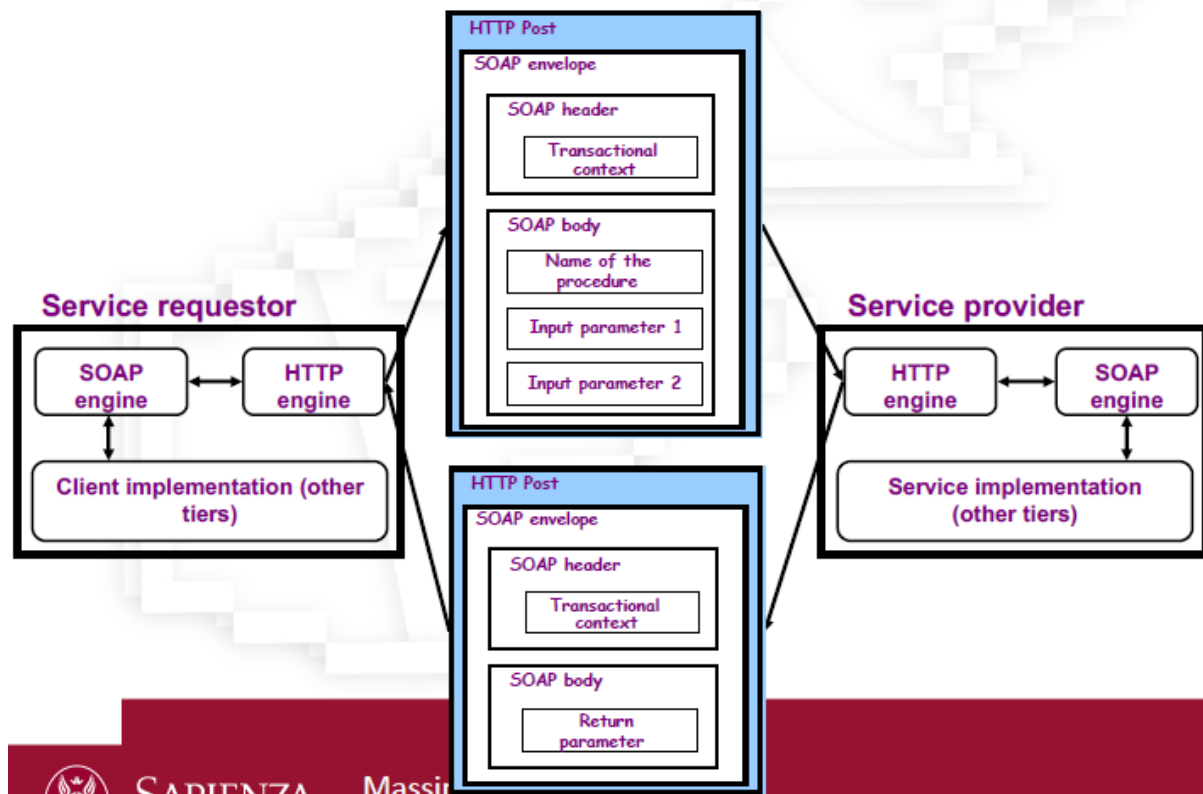 HTTP Post
SOAP envelope
SOAP header
Transactional
context
SOAP body
Name of the
procedure
Input parameter 1
Input parameter 2
Service requestor
SOAP
engine
HTTP
engine
Client implementation (other
tiers)
Service provider
HTTP
engine
SOAP
engine
Service implementation
(other tiers)
HTTP Post
SOAP envelope
SOAP header
Transactional
context
SOAP body
Return
parameter
SAPIENZA